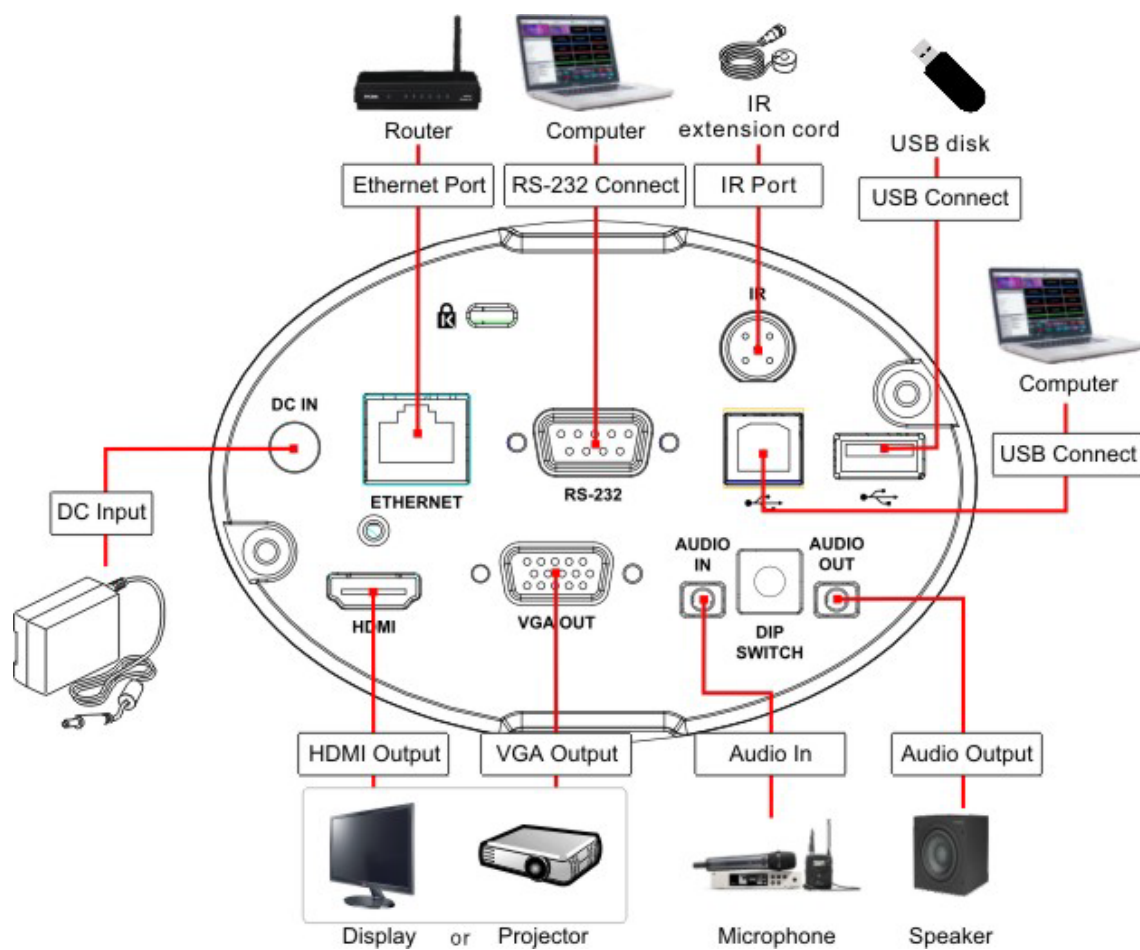 Router
Computer
IR
extension cord
USB disk
Ethernet Port
RS-232 Connect
IR Port
USB Connect
IR
K
Computer
DC IN
USB Connect
ETHERNET
RS-232
DC Input
AUDIO
IN
AUDIO
OUT
HDMI
VGA OUT
DIP
SWITCH
HDMI Output
VGA Output
Audio In
Audio Output
Display or Projector
Microphone
Speaker